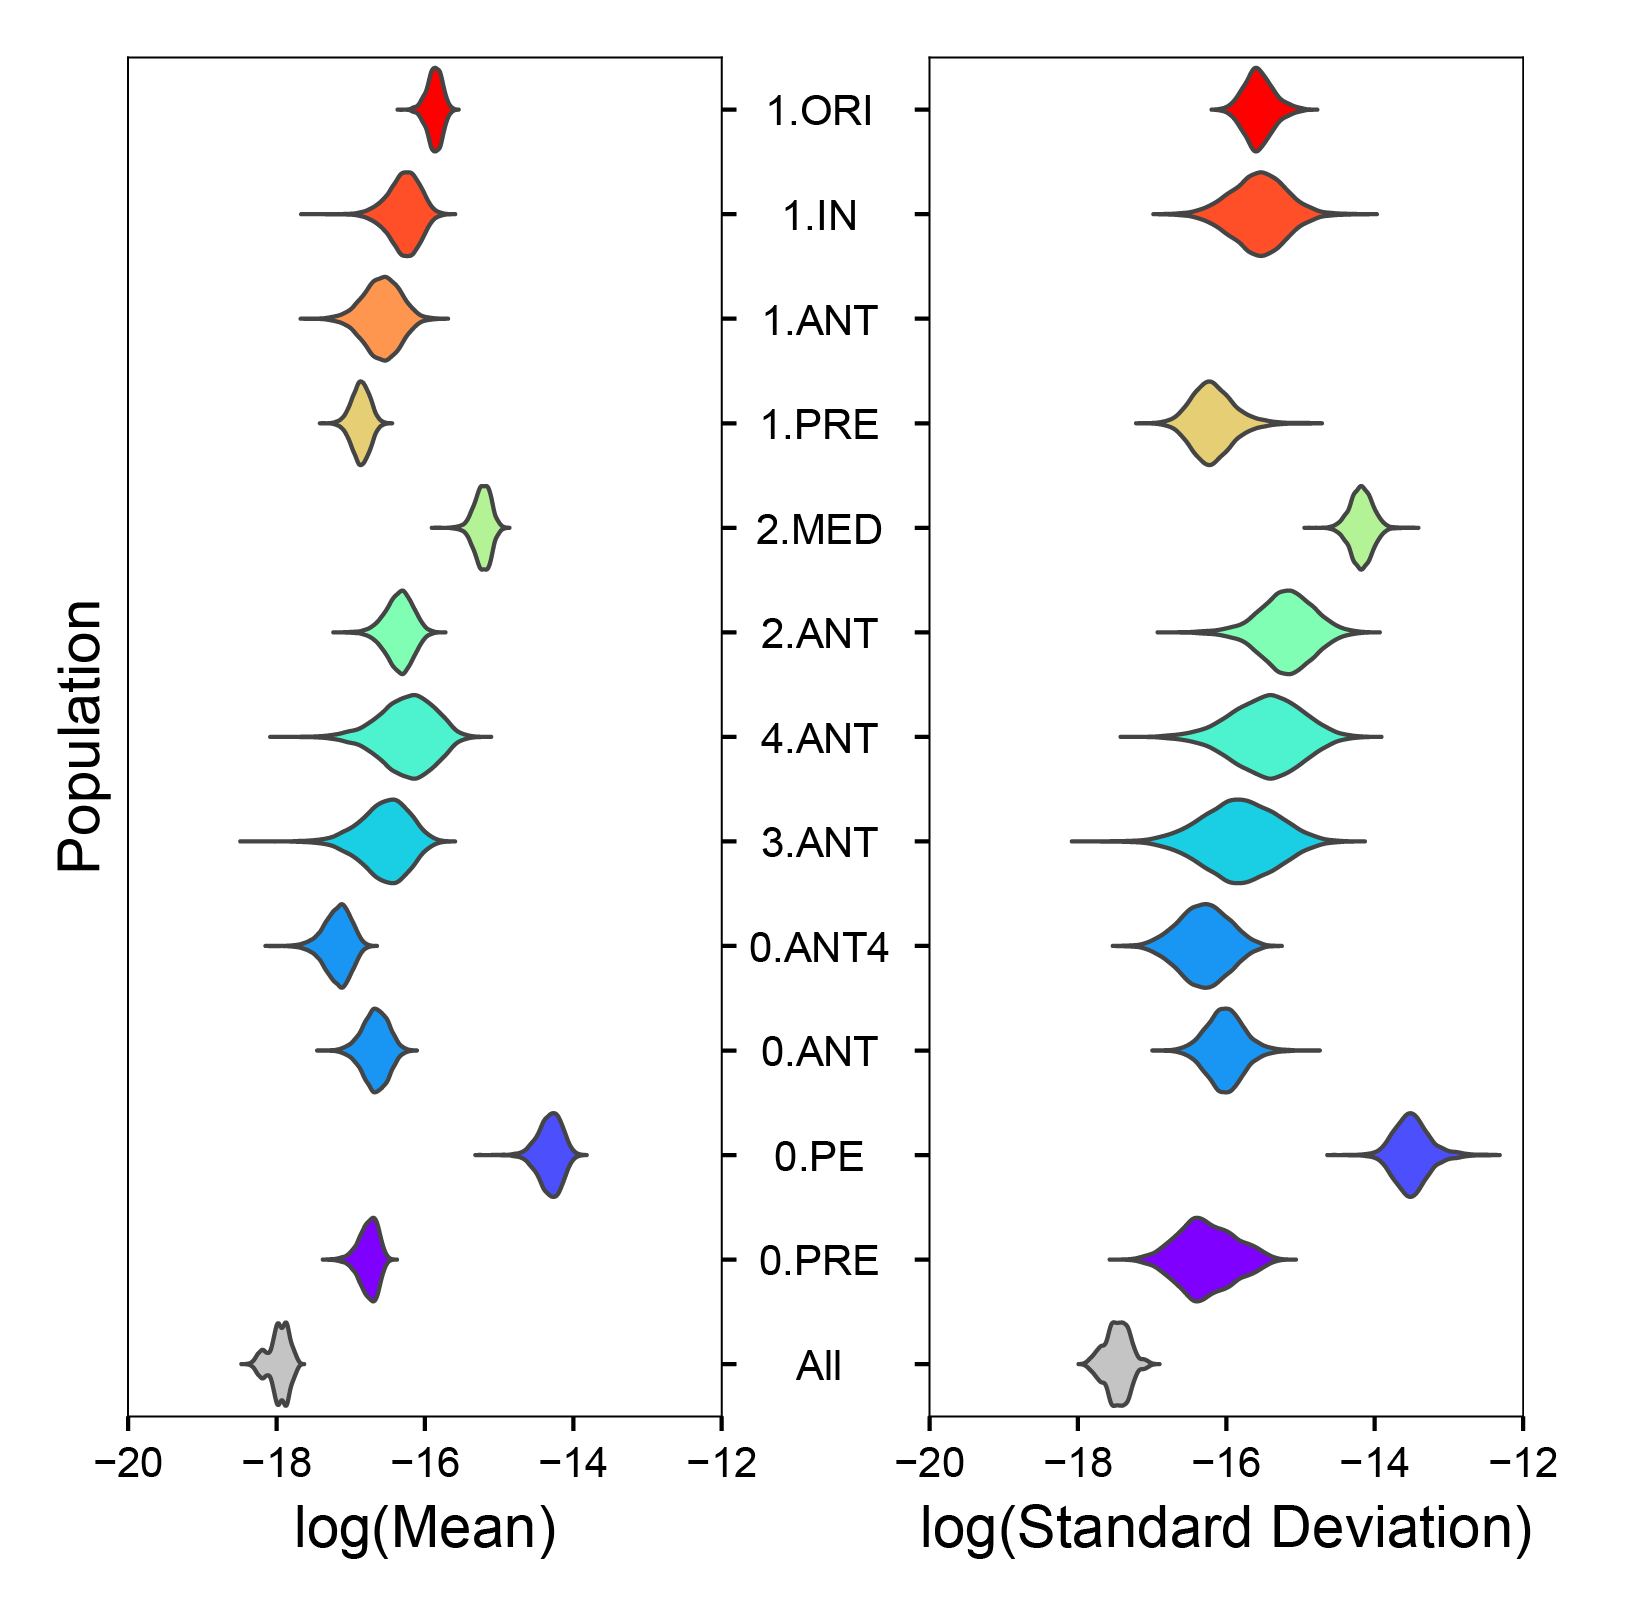 1.ORI
1.IN
1.ANT
1.PRE
2.MED
2.ANT
4.ANT
3.ANT
0.ANT4
0.ANT
0.PE
0.PRE
All
Population
−20 −18 −16 −14 −12
log(Mean)
−20 −18 −16 −14 −12
log(Standard Deviation)